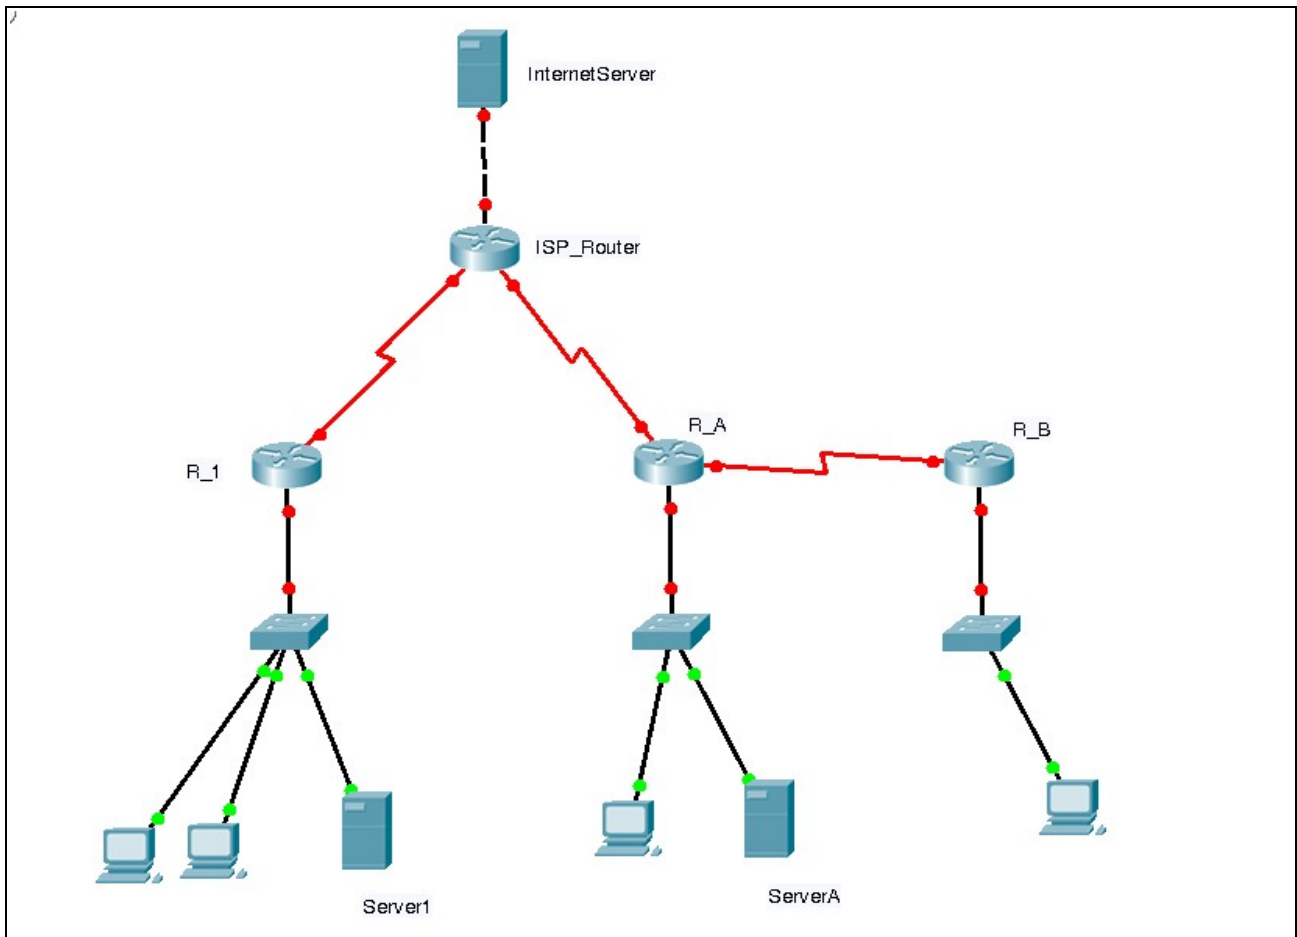 InternetServer
ISP_Router
R_A
R_B
R_1
ServerA
Server1